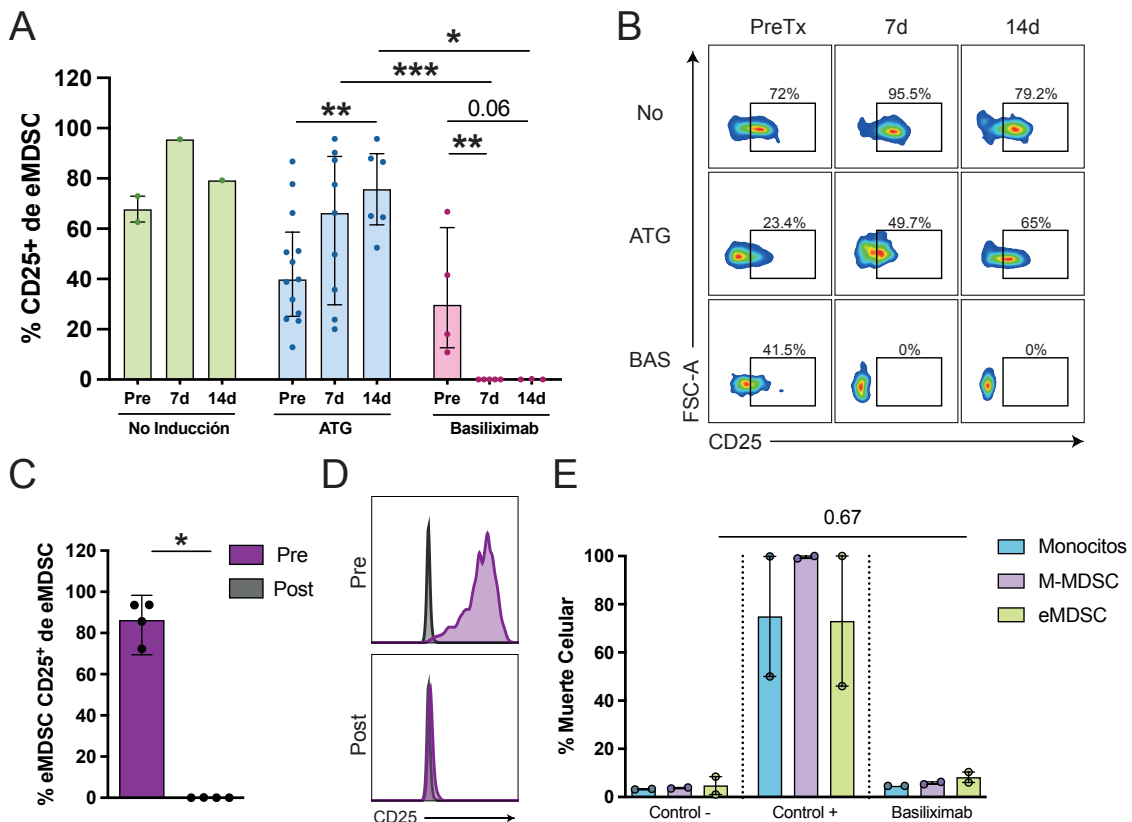 A
% CD25+ de eMDSC
120
100
80
60
40
20
0
*
***
**
0.06
**
Pre 7d 14d
Pre 7d 14d
Pre 7d 14d
No Inducción
ATG
Basiliximab
B
PreTx 7d 14d
No
72% 95.5% 79.2%
ATG
23.4% 49.7% 65%
BAS
41.5% 0% 0%
FSC-A
CD25
C
% eMDSC CD25⁺ de eMDSC
120
100
80
60
40
20
0
*
Pre
Post
D
Pre
Post
CD25
E
0.67
% Muerte Celular
100
80
60
40
20
0
Control - Control + Basiliximab
Monocitos
M-MDSC
eMDSC